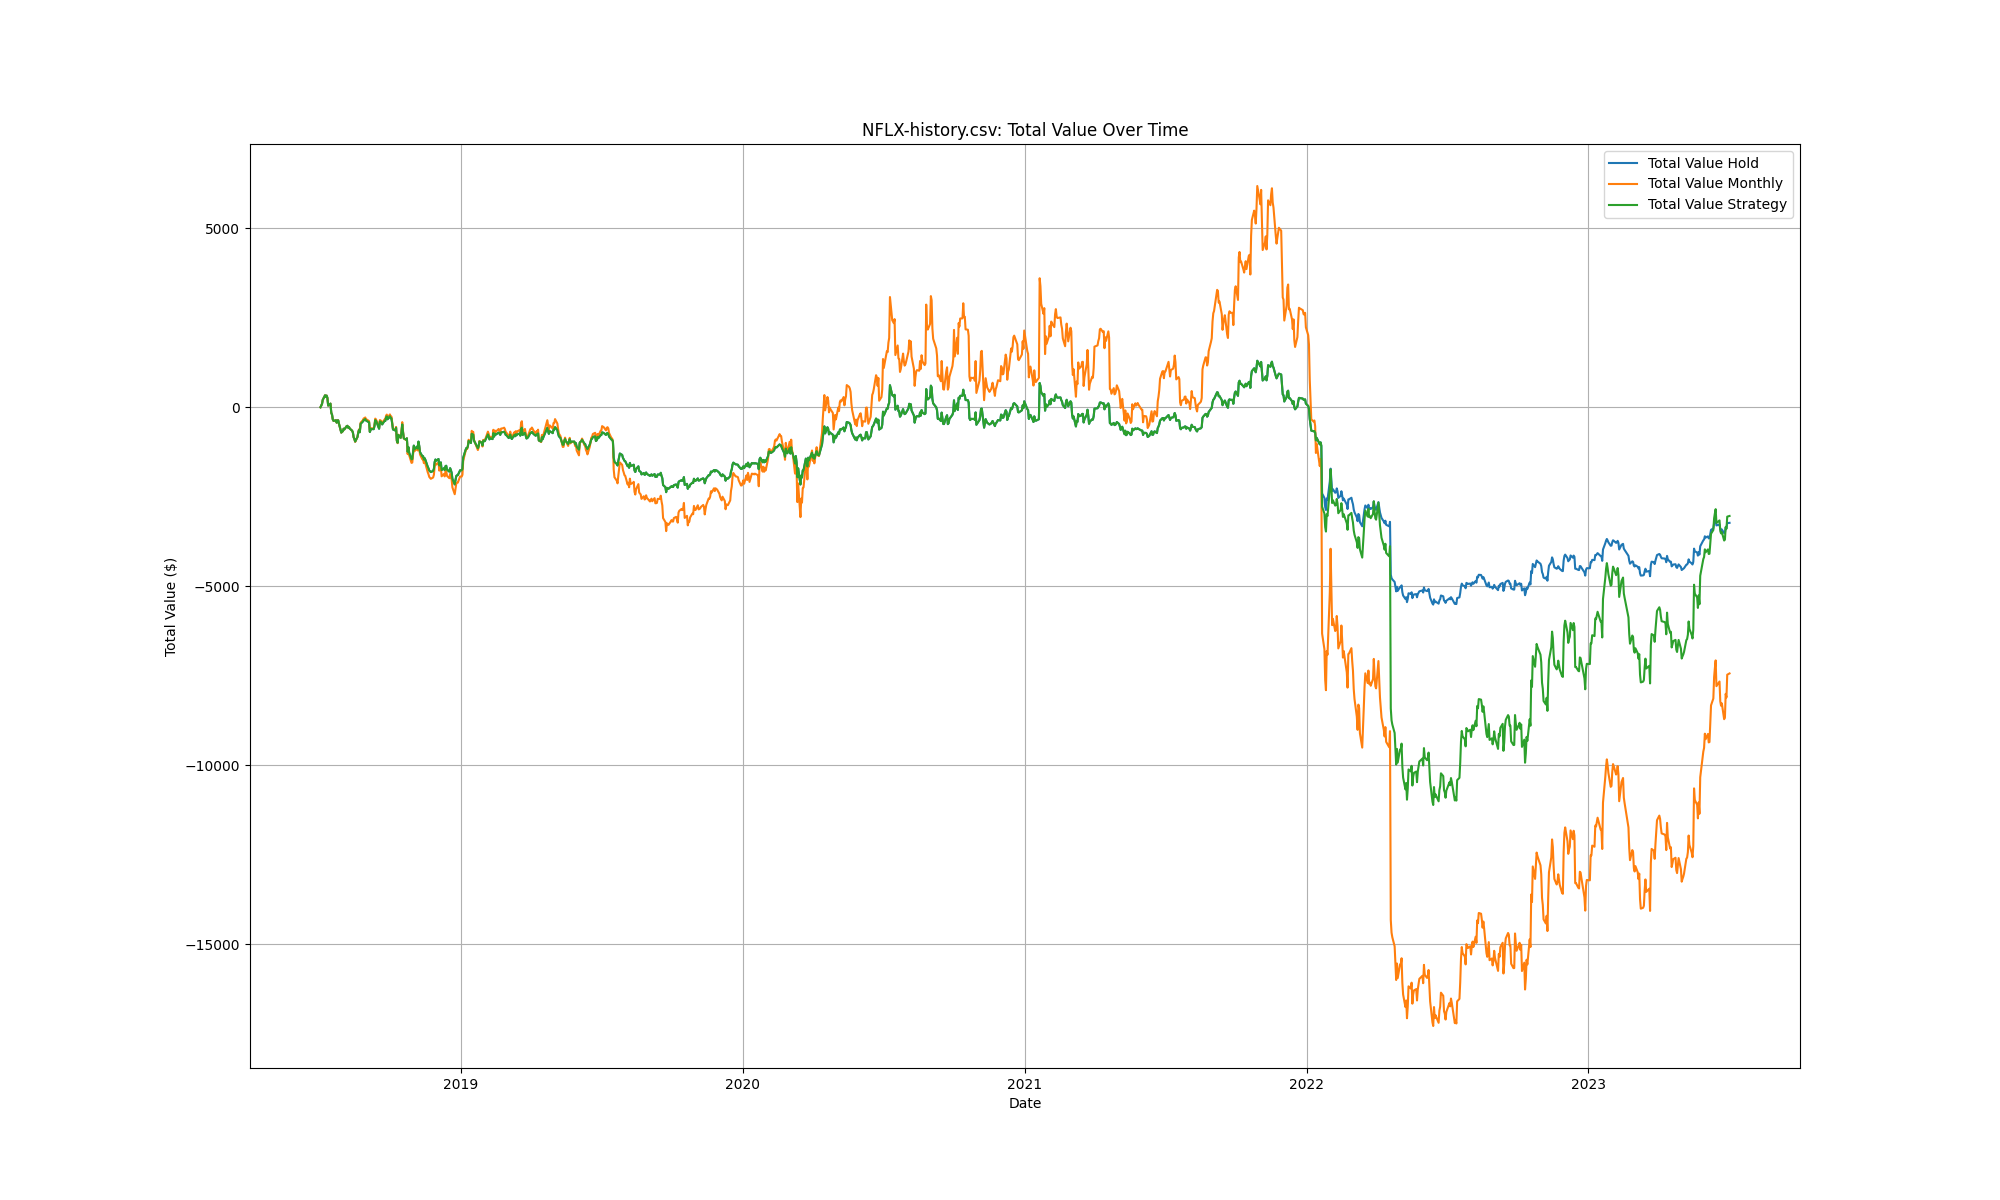 NFLX-history.csv: Total Value Over Time
Total Value Hold
Total Value Monthly
Total Value Strategy
Total Value ($)
5000
0
−5000
−10000
−15000
2019 2020 2021 2022 2023
Date